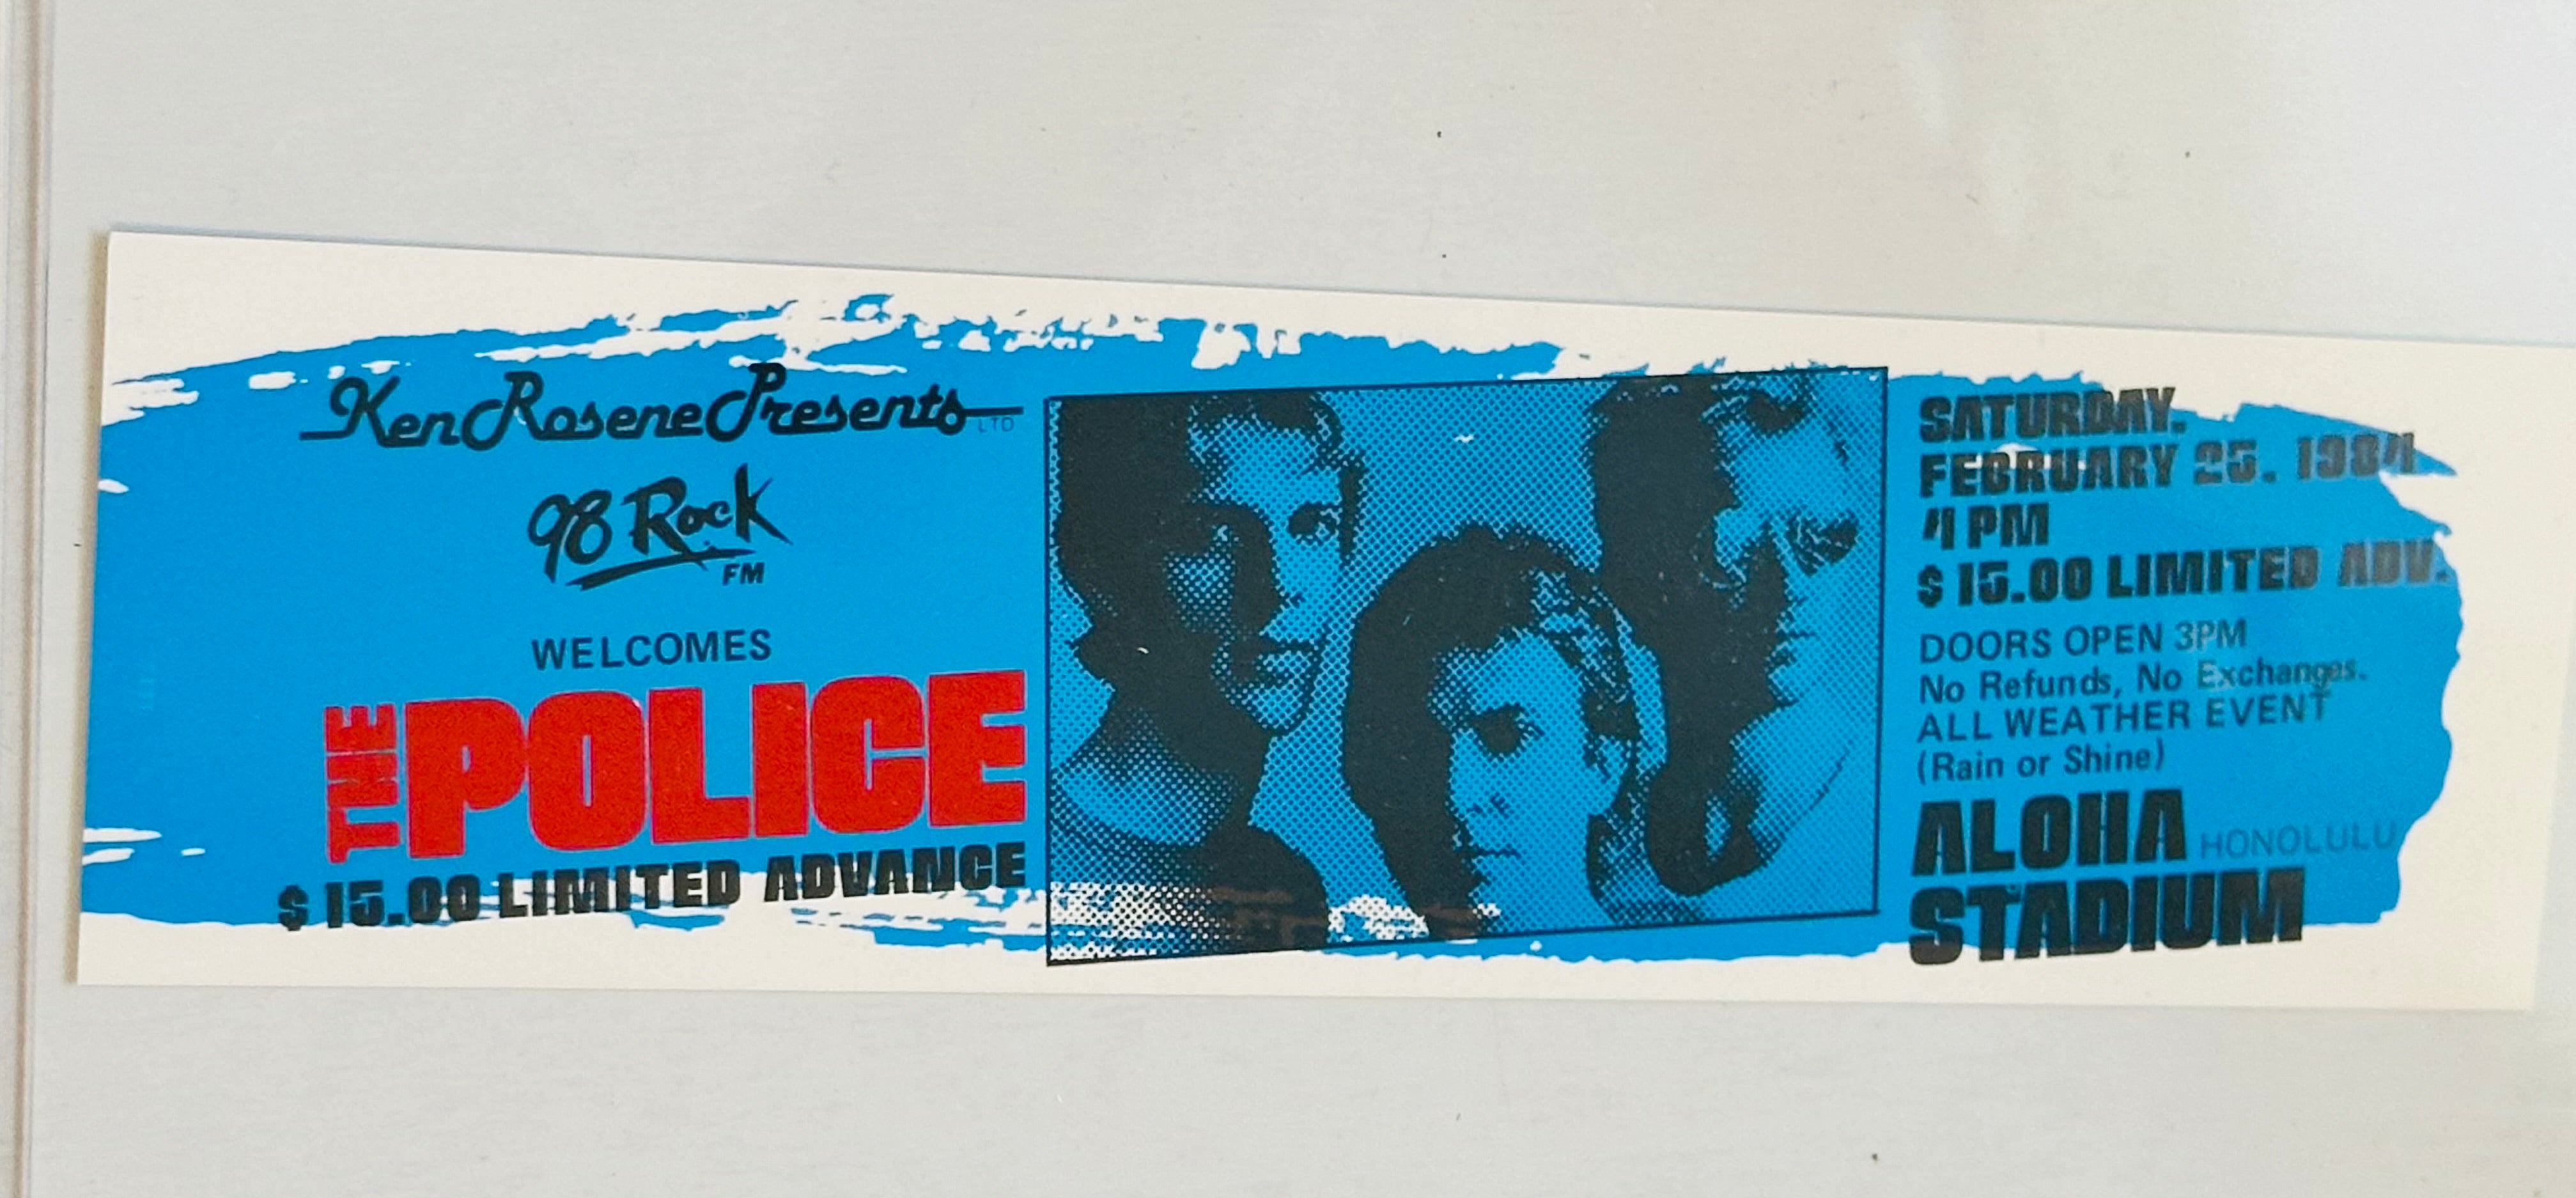 Ken Rosene Presents LTD
98 Rock
FM
WELCOMES
THE POLICE
$15.00 LIMITED ADVANCE
SATURDAY.
FEBRUARY 25. 1984
4 PM
$15.00 LIMITED ADV.
DOORS OPEN 3PM
No Refunds, No Exchanges.
ALL WEATHER EVENT
(Rain or Shine)
ALOHA HONOLULU
STADIUM